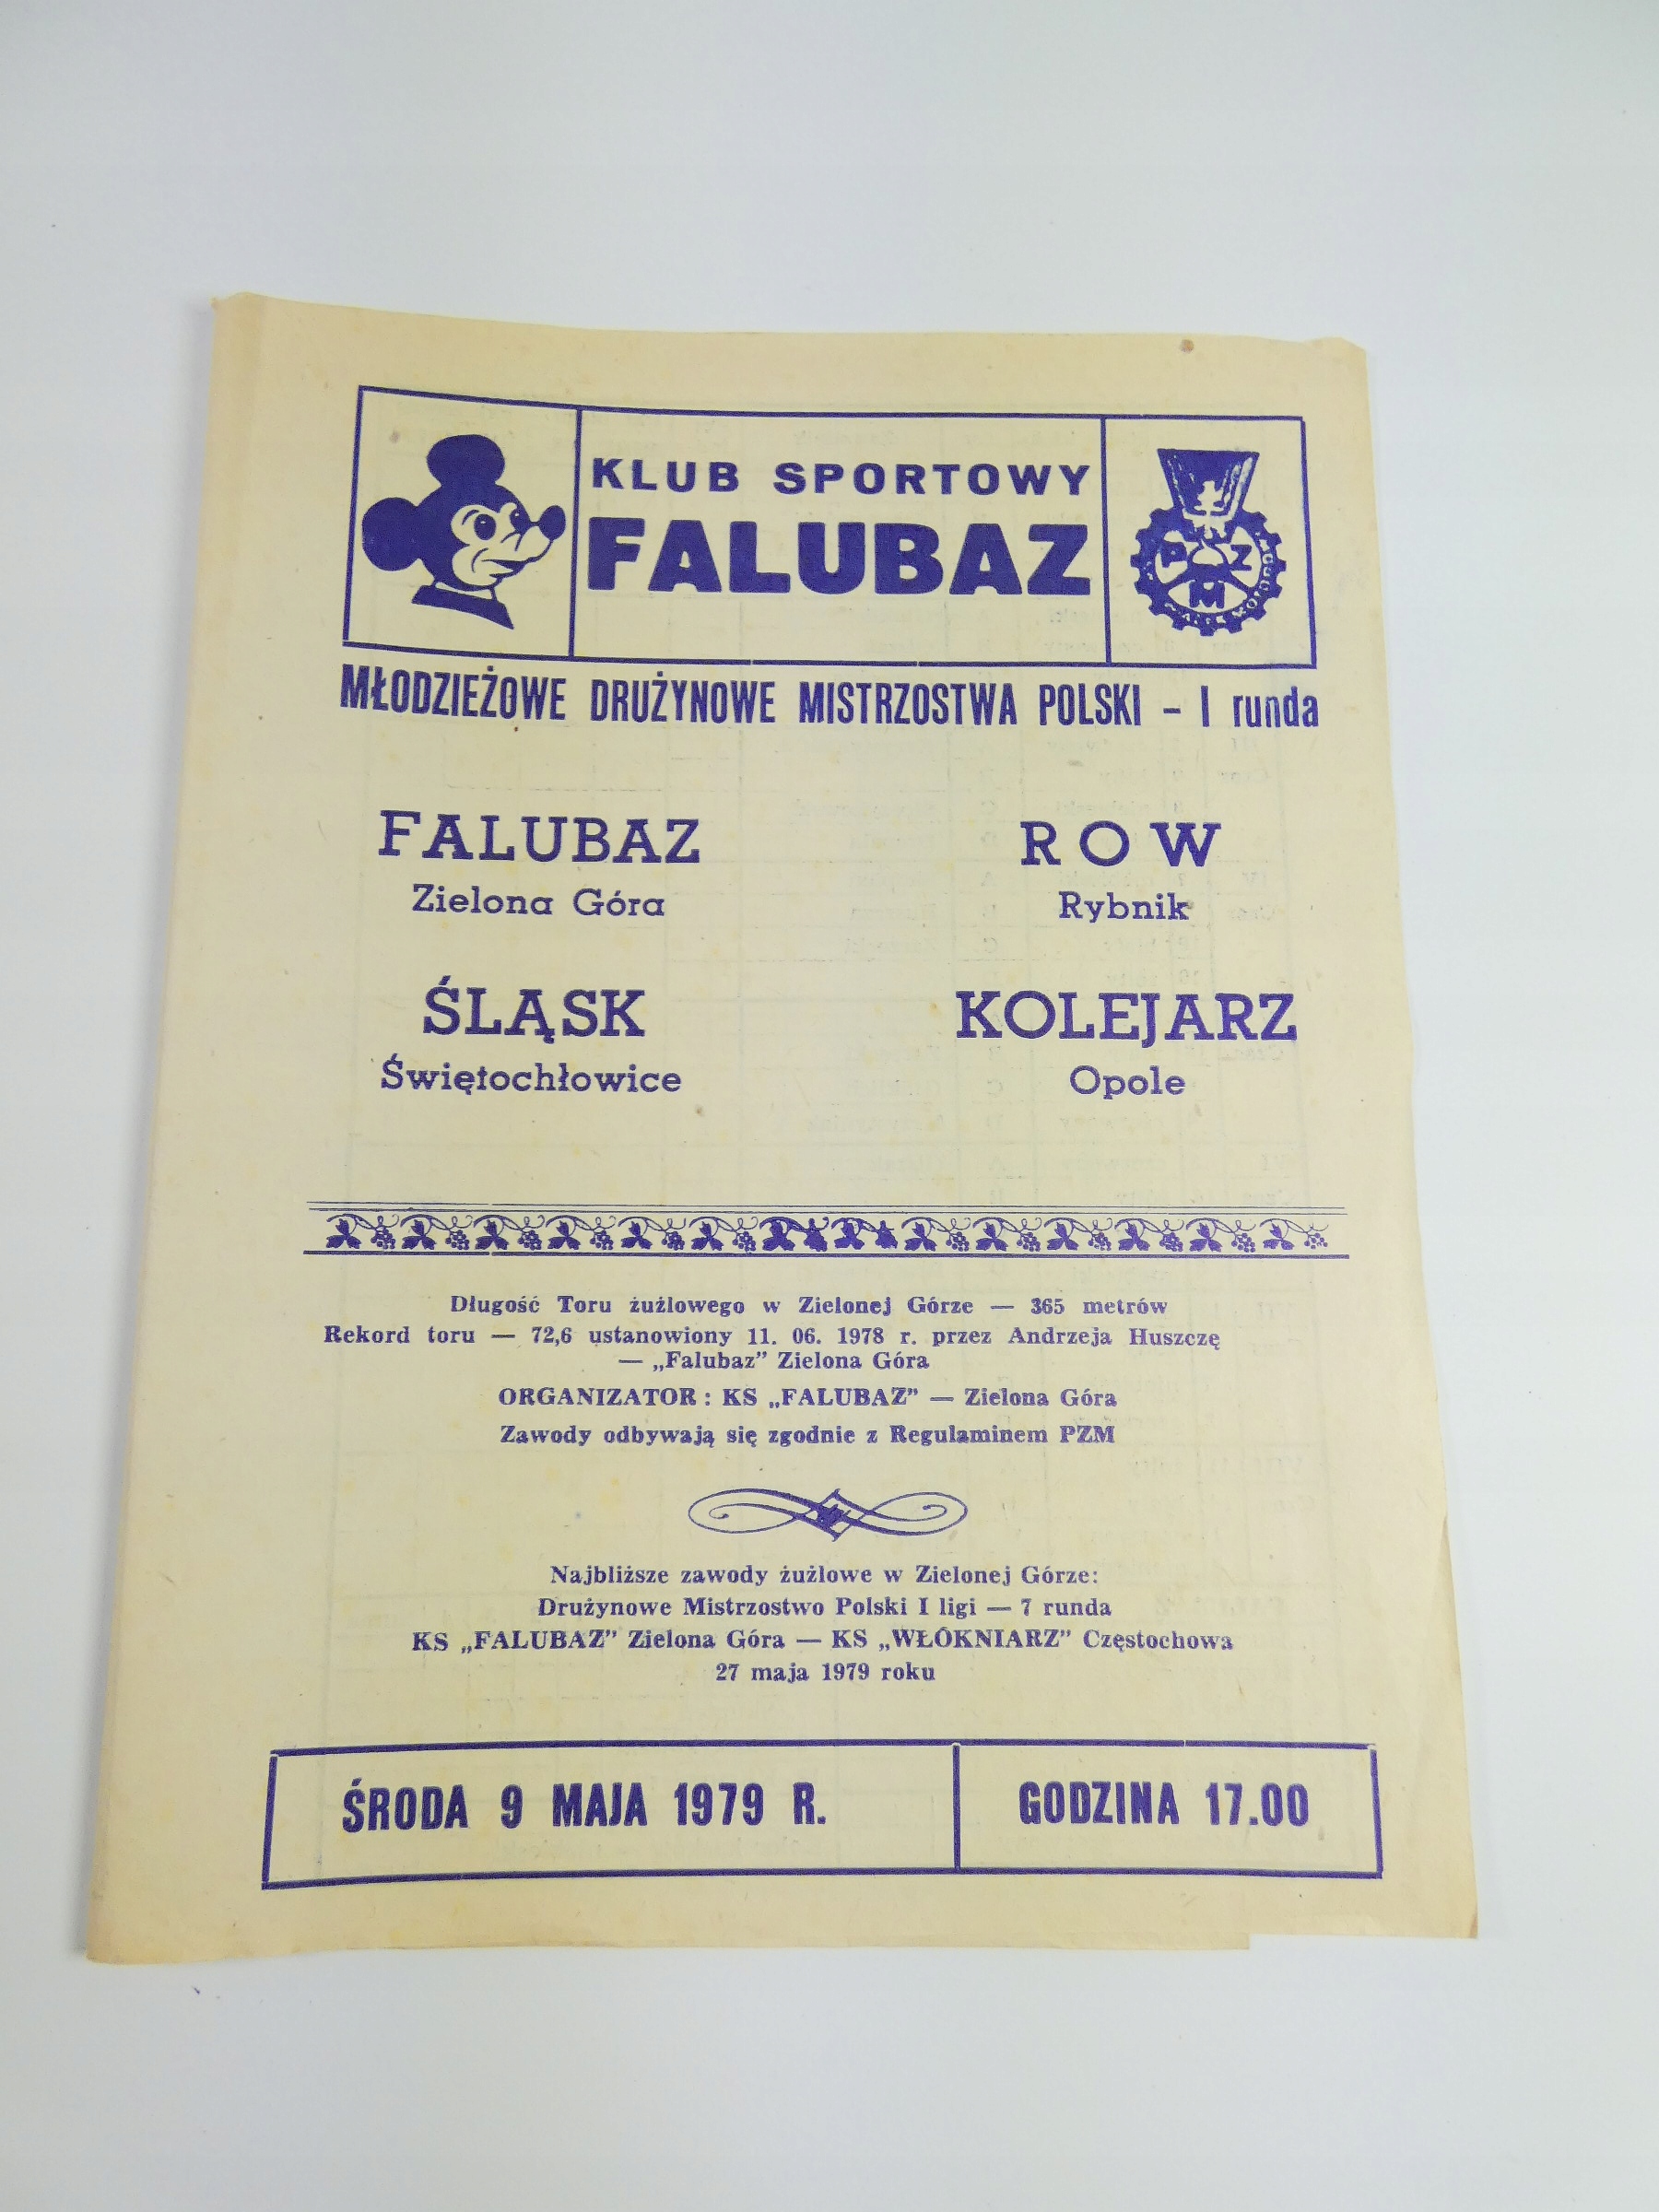 KLUB SPORTOWY
FALUBAZ
P Z
M
MŁODZIEŻOWE DRUŻYNOWE MISTRZOSTWA POLSKI – I runda
FALUBAZ
Zielona Góra
ROW
Rybnik
ŚLĄSK
Świętochłowice
KOLEJARZ
Opole
Długość Toru żużlowego w Zielonej Górze — 365 metrów
Rekord toru — 72,6 ustanowiony 11. 06. 1978 r. przez Andrzeja Huszczę
— „Falubaz” Zielona Góra
ORGANIZATOR: KS „FALUBAZ” — Zielona Góra
Zawody odbywają się zgodnie z Regulaminem PZM
Najbliższe zawody żużlowe w Zielonej Górze:
Drużynowe Mistrzostwo Polski I ligi — 7 runda
KS „FALUBAZ” Zielona Góra — KS „WŁÓKNIARZ” Częstochowa
27 maja 1979 roku
ŚRODA 9 MAJA 1979 R.
GODZINA 17.00